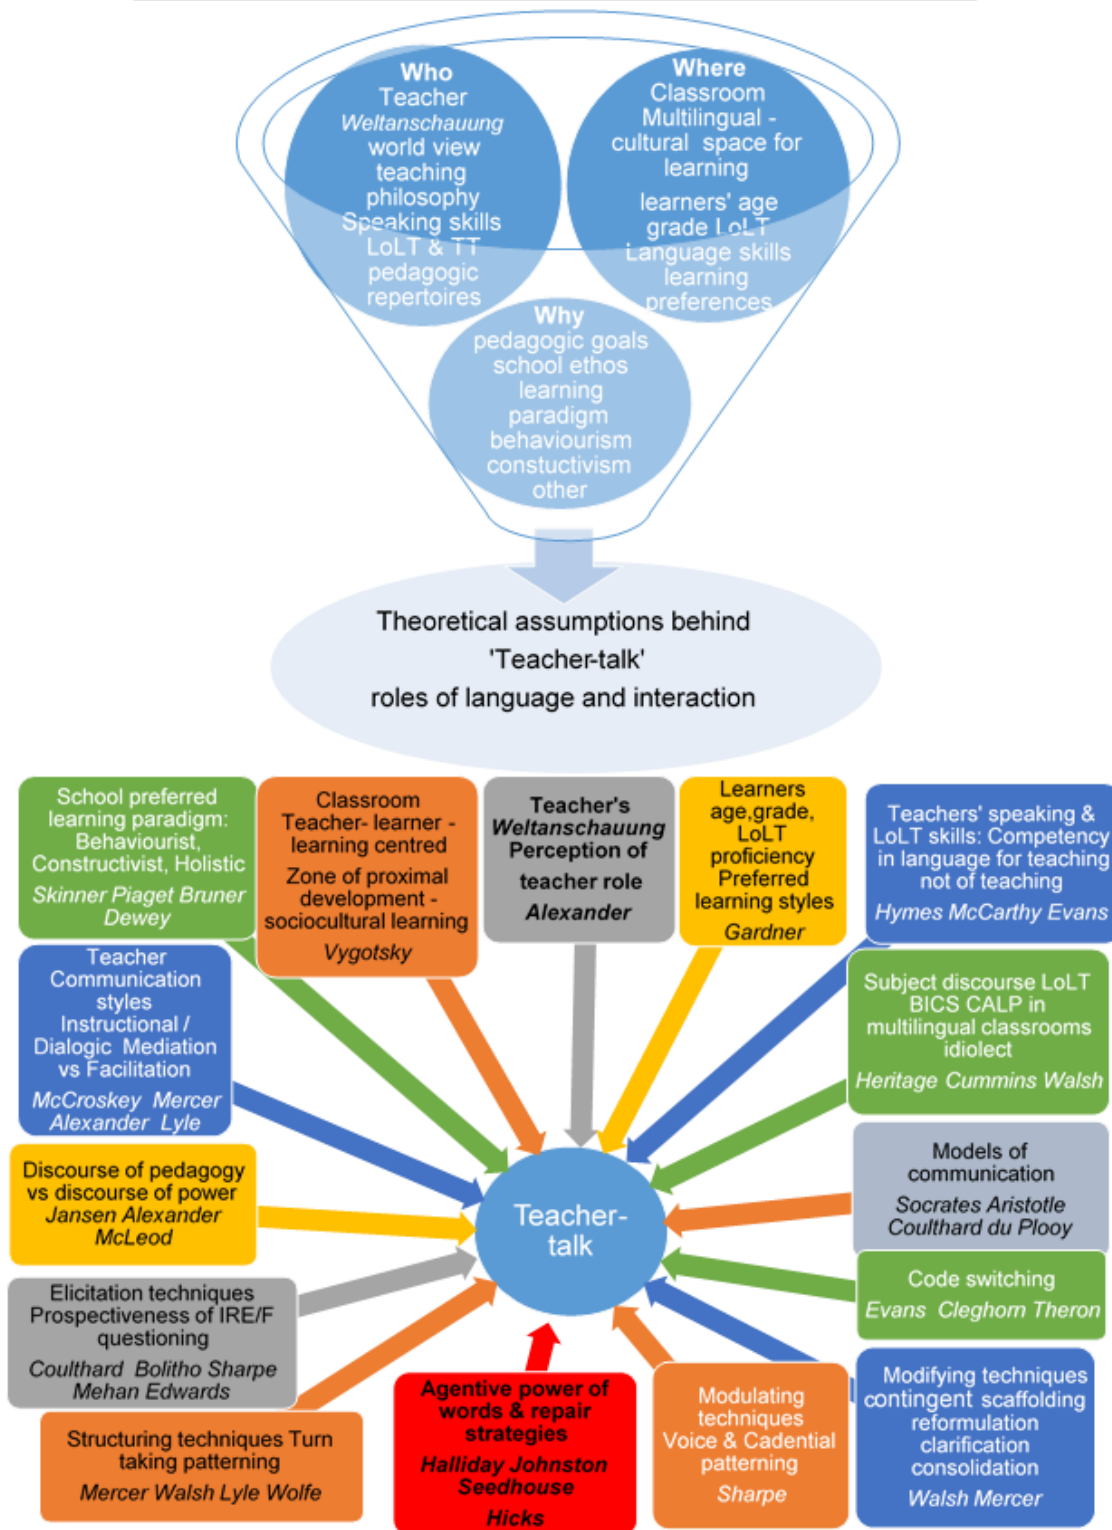 Who
Teacher
Weltanschauung
world view
teaching
philosophy
Speaking skills
LoLT & TT
pedagogic
repertoires
Where
Classroom
Multilingual -
cultural space for
learning
learners' age
grade LoLT
Language skills
learning
preferences
Why
pedagogic goals
school ethos
learning
paradigm
behaviourism
constuctivism
other
Theoretical assumptions behind
'Teacher-talk'
roles of language and interaction
School preferred
learning paradigm:
Behaviourist,
Constructivist, Holistic
Skinner Piaget Bruner
Dewey
Classroom
Teacher- learner -
learning centred
Zone of proximal
development -
sociocultural learning
Vygotsky
Teacher's
Weltanschauung
Perception of
teacher role
Alexander
Learners
age,grade,
LoLT
proficiency
Preferred
learning styles
Gardner
Teachers' speaking &
LoLT skills: Competency
in language for teaching
not of teaching
Hymes McCarthy Evans
Teacher
Communication
styles
Instructional /
Dialogic Mediation
vs Facilitation
McCroskey Mercer
Alexander Lyle
Subject discourse LoLT
BICS CALP in
multilingual classrooms
idiolect
Heritage Cummins Walsh
Discourse of pedagogy
vs discourse of power
Jansen Alexander
McLeod
Teacher-
talk
Models of
communication
Socrates Aristotle
Coulthard du Plooy
Elicitation techniques
Prospectiveness of IRE/F
questioning
Coulthard Bolitho Sharpe
Mehan Edwards
Code switching
Evans Cleghorn Theron
Structuring techniques Turn
taking patterning
Mercer Walsh Lyle Wolfe
Agentive power of
words & repair
strategies
Halliday Johnston
Seedhouse
Hicks
Modulating
techniques
Voice & Cadential
patterning
Sharpe
Modifying techniques
contingent scaffolding
reformulation
clarification
consolidation
Walsh Mercer